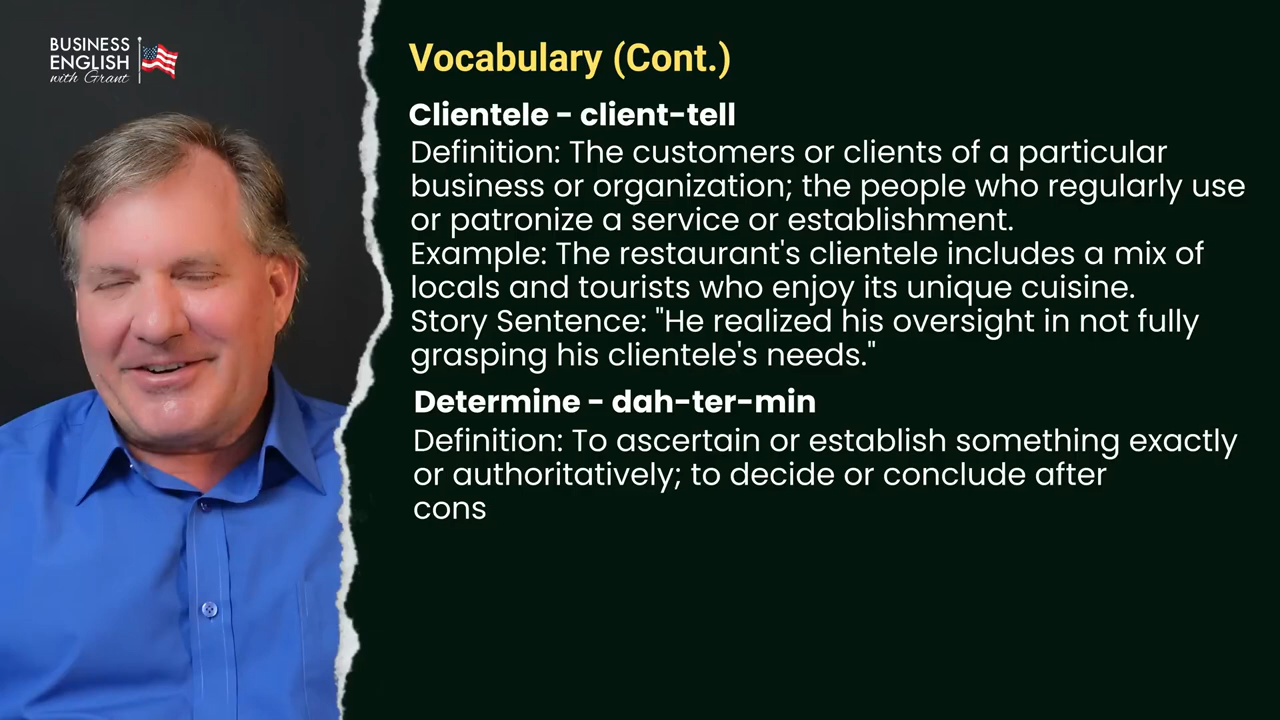 BUSINESS
ENGLISH
with Grant
Vocabulary (Cont.)
Clientele - client-tell
Definition: The customers or clients of a particular
business or organization; the people who regularly use
or patronize a service or establishment.
Example: The restaurant's clientele includes a mix of
locals and tourists who enjoy its unique cuisine.
Story Sentence: "He realized his oversight in not fully
grasping his clientele's needs."
Determine - dah-ter-min
Definition: To ascertain or establish something exactly
or authoritatively; to decide or conclude after
cons